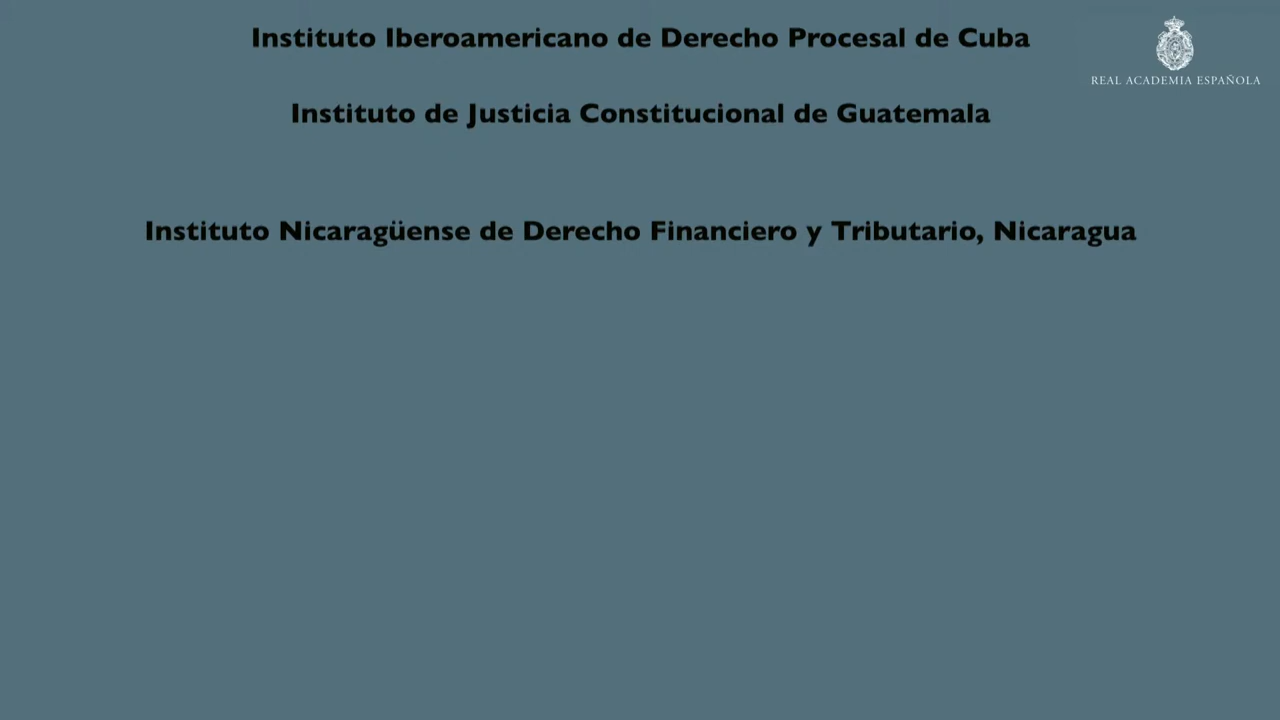 Instituto Iberoamericano de Derecho Procesal de Cuba
REAL ACADEMIA ESPAÑOLA
Instituto de Justicia Constitucional de Guatemala
Instituto Nicaragüense de Derecho Financiero y Tributario, Nicaragua